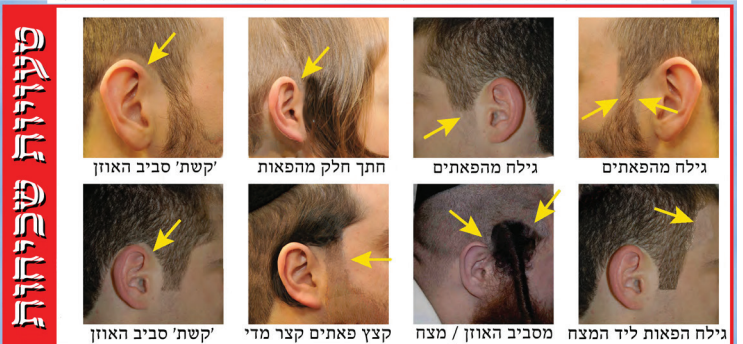 טעויות שכיחות
גילח מהפאתים
גילח מהפאתים
חתך חלק מהפאות
'קשת' סביב האוזן
גילח הפאות ליד המצח
מסביב האוזן / מצח
קצץ פאתים קצר מדי
'קשת' סביב האוזן